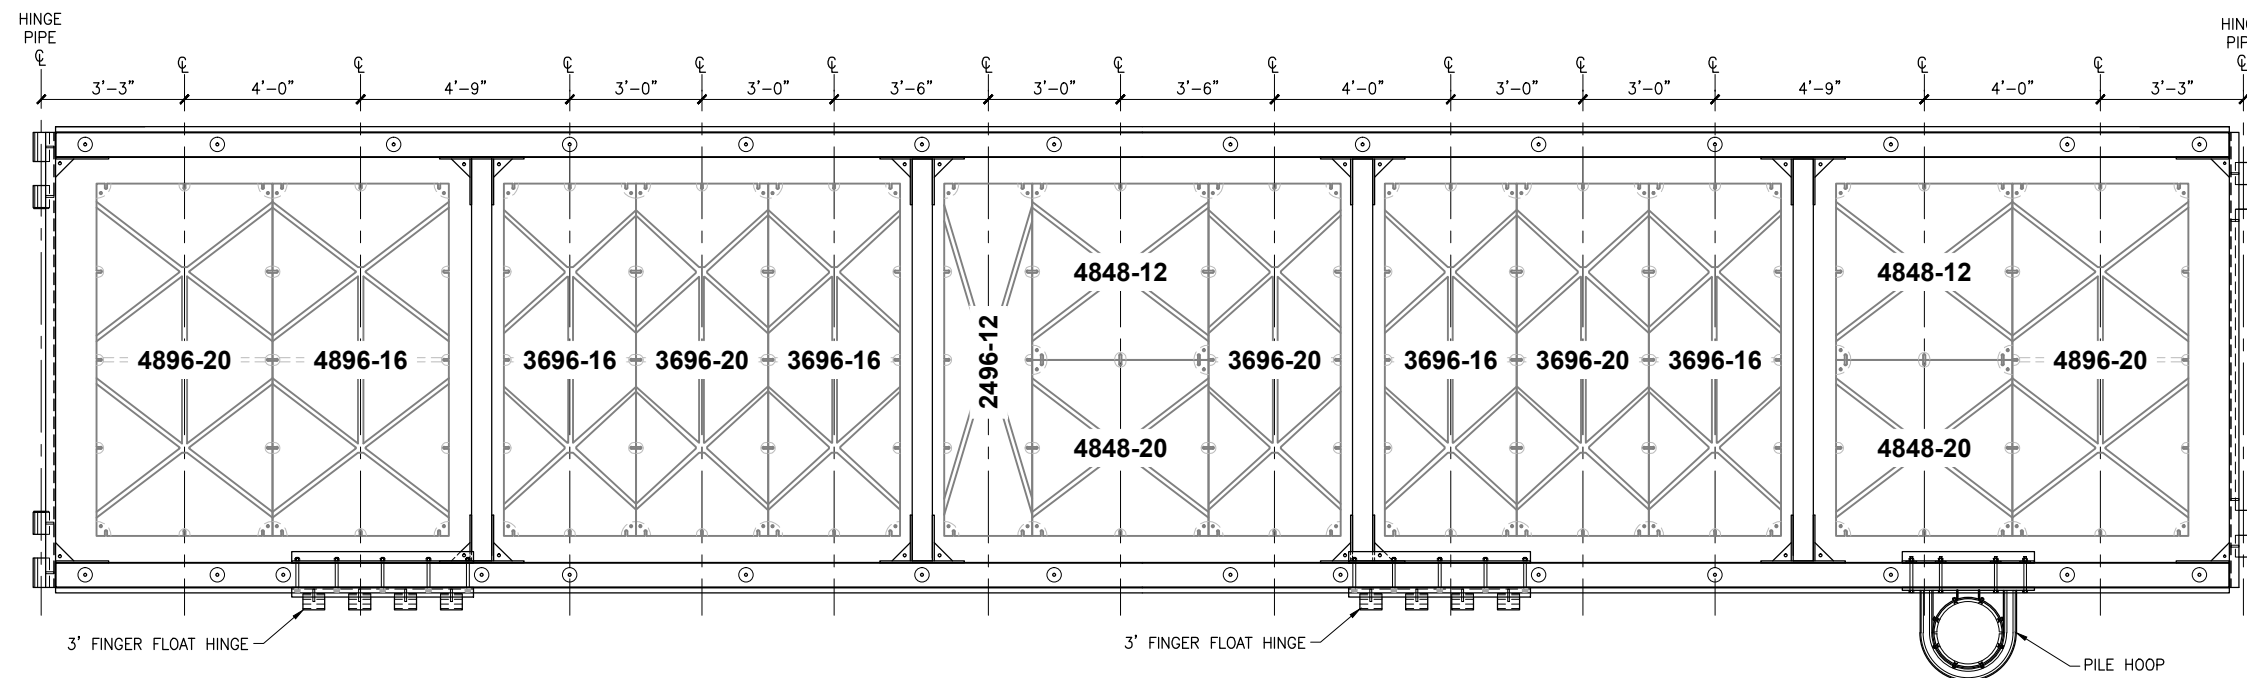 HINGE
PIPE
℄
HING
PIP
℄
℄ ℄ ℄ ℄ ℄ ℄ ℄ ℄ ℄ ℄ ℄ ℄ ℄
3'-3" 4'-0" 4'-9" 3'-0" 3'-0" 3'-6" 3'-0" 3'-6" 4'-0" 3'-0" 3'-0" 4'-9" 4'-0" 3'-3"
4848-12 4848-12
4896-20 4896-16 3696-16 3696-20 3696-16 2496-12 3696-20 3696-16 3696-20 3696-16 4896-20
4848-20 4848-20
3' FINGER FLOAT HINGE 3' FINGER FLOAT HINGE
PILE HOOP